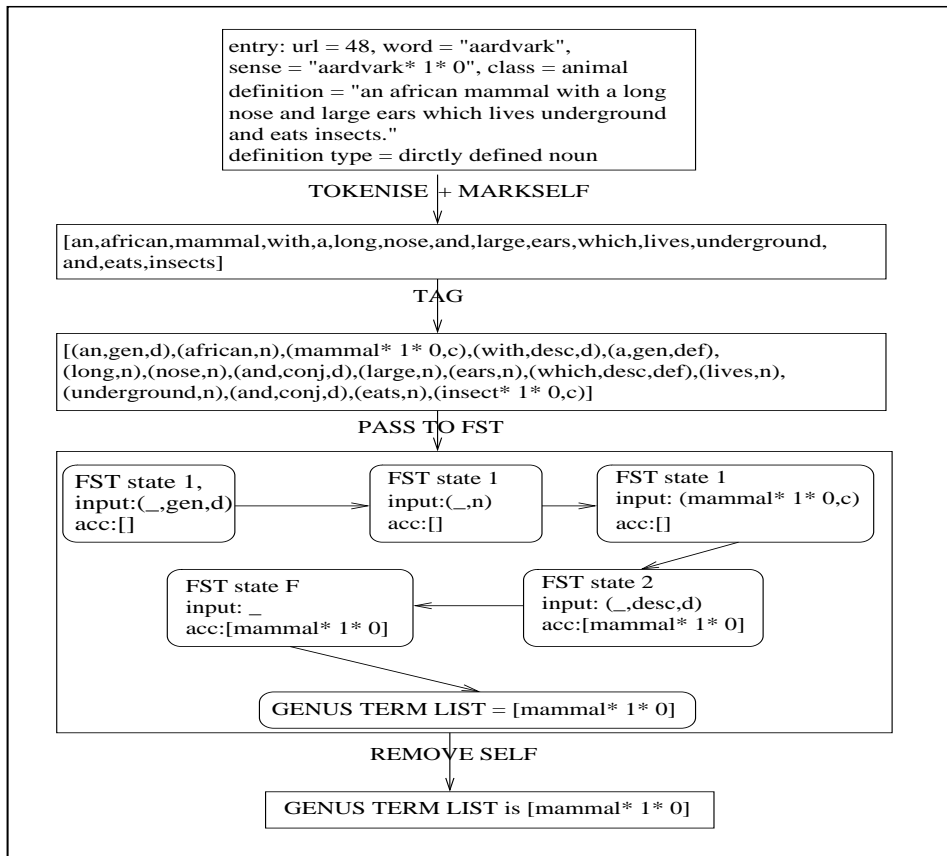 entry: url = 48, word = "aardvark",
sense = "aardvark* 1* 0", class = animal
definition = "an african mammal with a long
nose and large ears which lives underground
and eats insects."
definition type = dirctly defined noun
TOKENISE + MARKSELF
[an,african,mammal,with,a,long,nose,and,large,ears,which,lives,underground,
and,eats,insects]
TAG
[(an,gen,d),(african,n),(mammal* 1* 0,c),(with,desc,d),(a,gen,def),
(long,n),(nose,n),(and,conj,d),(large,n),(ears,n),(which,desc,def),(lives,n),
(underground,n),(and,conj,d),(eats,n),(insect* 1* 0,c)]
PASS TO FST
FST state 1,
input:(_,gen,d)
acc:[]
FST state 1
input:(_,n)
acc:[]
FST state 1
input: (mammal* 1* 0,c)
acc:[]
FST state 2
input: (_,desc,d)
acc:[mammal* 1* 0]
FST state F
input: _
acc:[mammal* 1* 0]
GENUS TERM LIST = [mammal* 1* 0]
REMOVE SELF
GENUS TERM LIST is [mammal* 1* 0]